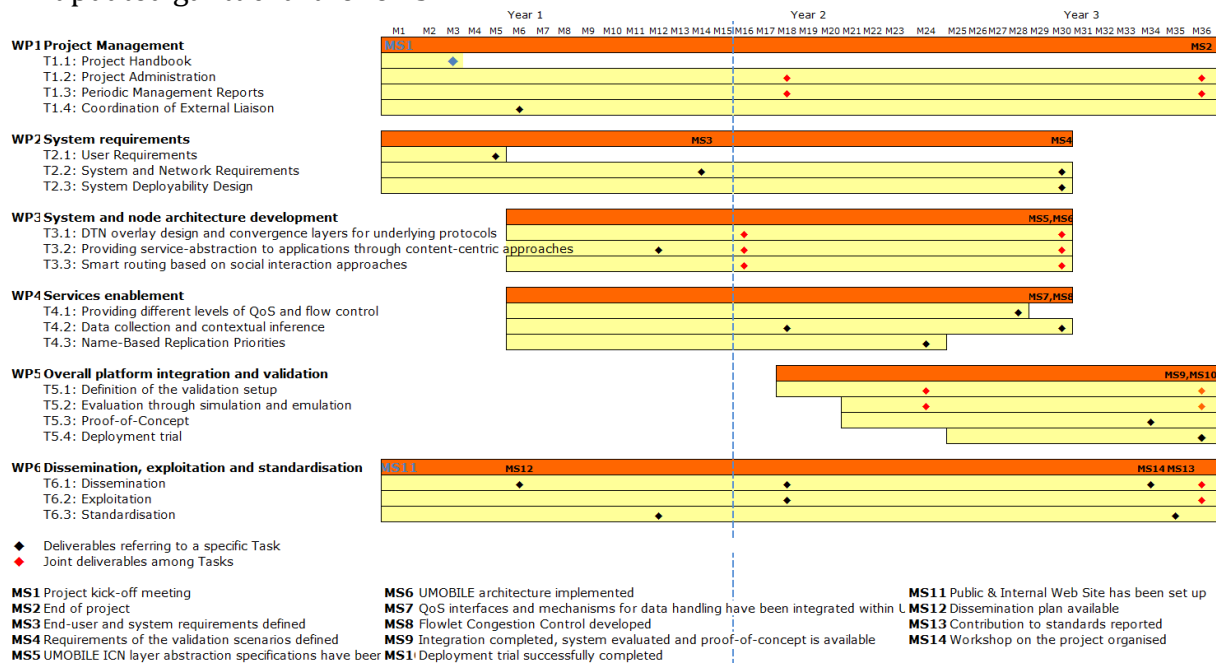 Year 1 Year 2 Year 3
M1 M2 M3 M4 M5 M6 M7 M8 M9 M10 M11 M12 M13 M14 M15 M16 M17 M18 M19 M20 M21 M22 M23 M24 M25 M26 M27 M28 M29 M30 M31 M32 M33 M34 M35 M36
WP1 Project Management MS1 MS2
T1.1: Project Handbook
T1.2: Project Administration
T1.3: Periodic Management Reports
T1.4: Coordination of External Liaison
WP2 System requirements MS3 MS4
T2.1: User Requirements
T2.2: System and Network Requirements
T2.3: System Deployability Design
WP3 System and node architecture development MS5,MS6
T3.1: DTN overlay design and convergence layers for underlying protocols
T3.2: Providing service-abstraction to applications through content-centric approaches
T3.3: Smart routing based on social interaction approaches
WP4 Services enablement MS7,MS8
T4.1: Providing different levels of QoS and flow control
T4.2: Data collection and contextual inference
T4.3: Name-Based Replication Priorities
WP5 Overall platform integration and validation MS9,MS10
T5.1: Definition of the validation setup
T5.2: Evaluation through simulation and emulation
T5.3: Proof-of-Concept
T5.4: Deployment trial
WP6 Dissemination, exploitation and standardisation MS11 MS12 MS14 MS13
T6.1: Dissemination
T6.2: Exploitation
T6.3: Standardisation
Deliverables referring to a specific Task
Joint deliverables among Tasks
MS1 Project kick-off meeting
MS2 End of project
MS3 End-user and system requirements defined
MS4 Requirements of the validation scenarios defined
MS5 UMOBILE ICN layer abstraction specifications have been
MS6 UMOBILE architecture implemented
MS7 QoS interfaces and mechanisms for data handling have been integrated within U
MS8 Flowlet Congestion Control developed
MS9 Integration completed, system evaluated and proof-of-concept is available
MS1 Deployment trial successfully completed
MS11 Public & Internal Web Site has been set up
MS12 Dissemination plan available
MS13 Contribution to standards reported
MS14 Workshop on the project organised